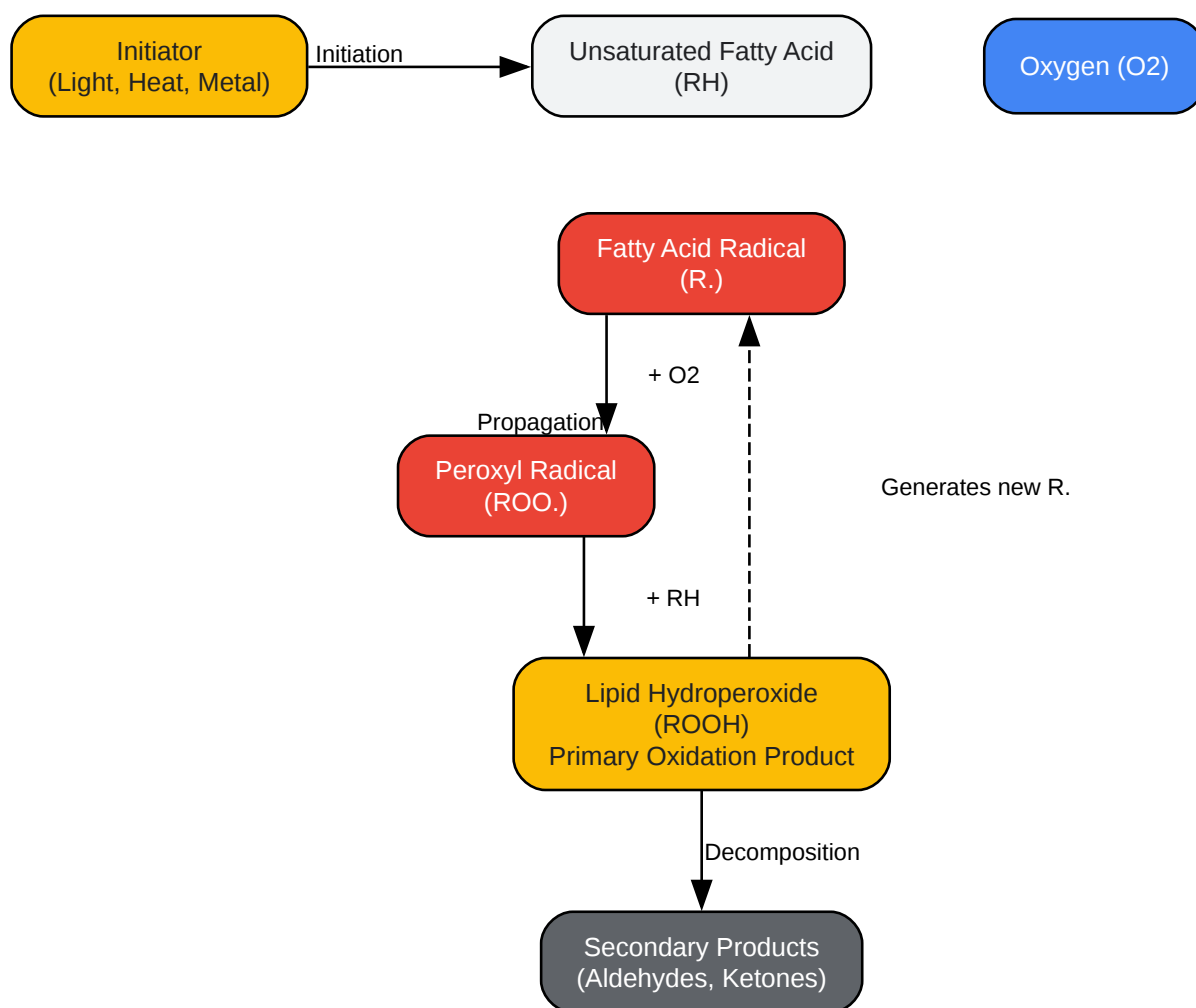 Initiator
(Light, Heat, Metal)
Initiation
Unsaturated Fatty Acid
(RH)
Oxygen (O2)
Fatty Acid Radical
(R.)
+ O2
Propagation
Peroxyl Radical
(ROO.)
Generates new R.
+ RH
Lipid Hydroperoxide
(ROOH)
Primary Oxidation Product
Decomposition
Secondary Products
(Aldehydes, Ketones)